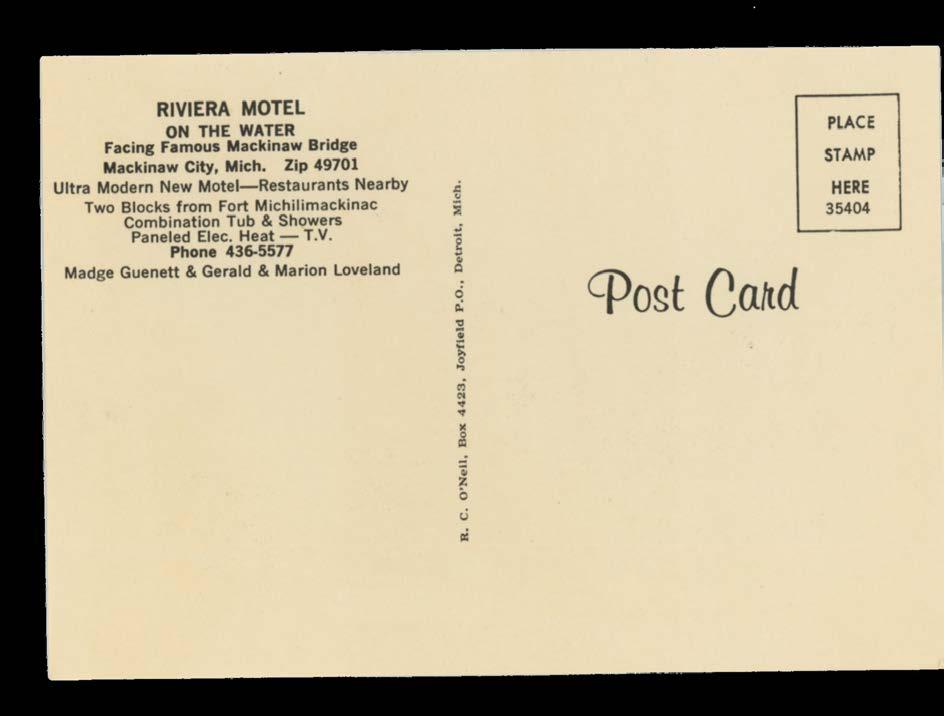 RIVIERA MOTEL
ON THE WATER
Facing Famous Mackinaw Bridge
Mackinaw City, Mich. Zip 49701
Ultra Modern New Motel—Restaurants Nearby
Two Blocks from Fort Michilimackinac
Combination Tub & Showers
Paneled Elec. Heat — T.V.
Phone 436-5577
Madge Guenett & Gerald & Marion Loveland
R. C. O'Neil, Box 4423, Joyfield P.O., Detroit, Mich.
PLACE
STAMP
HERE
35404
Post Card